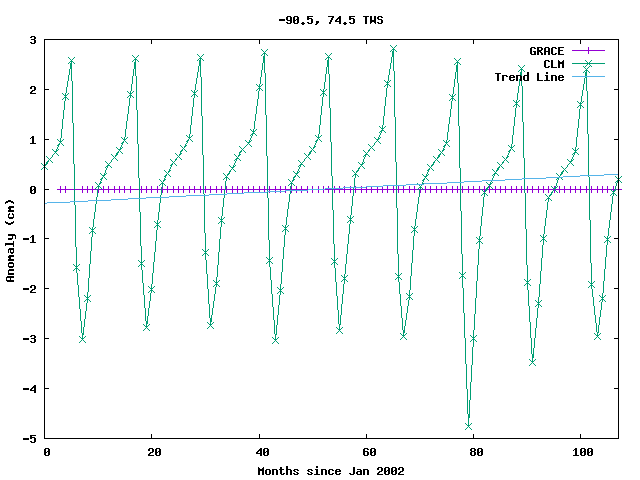 -90.5, 74.5 TWS
GRACE
CLM
Trend Line
3
2
1
0
-1
-2
-3
-4
-5
Anomaly (cm)
0 20 40 60 80 100
Months since Jan 2002